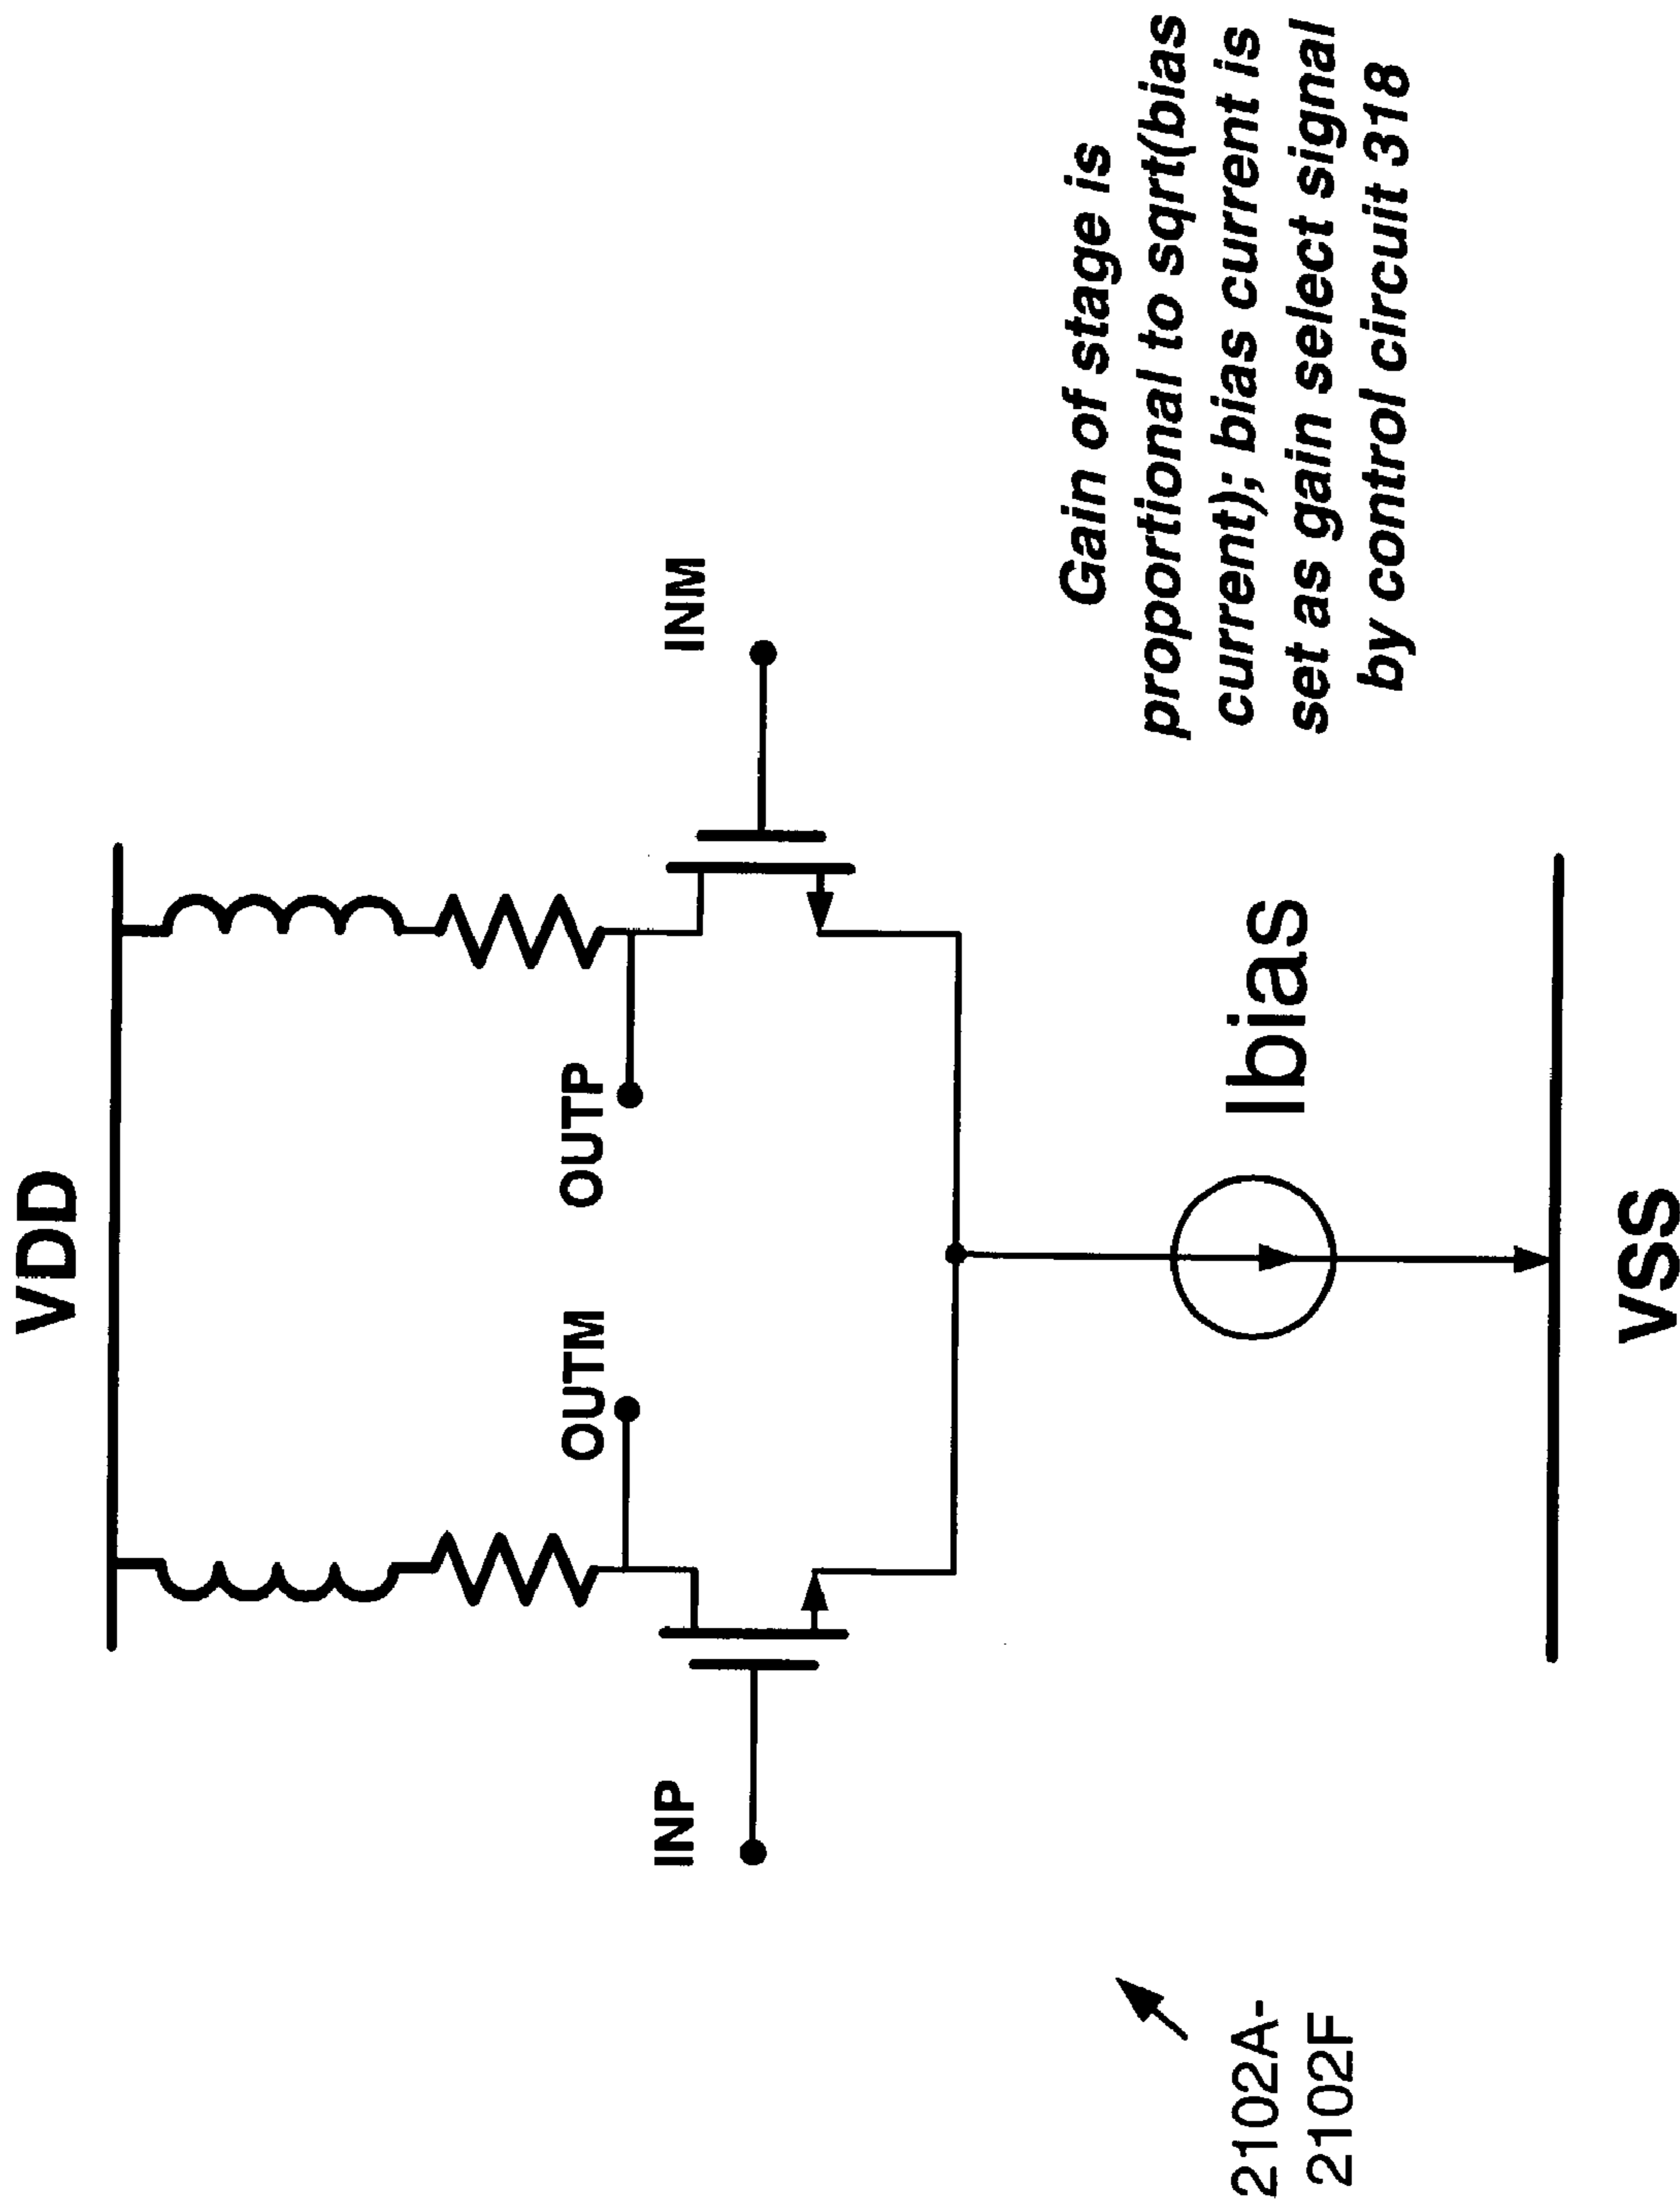 VDD
OUTM
OUTP
INP
INM
Ibias
Gain of stage is
proportional to sqrt(bias
current); bias current is
set as gain select signal
by control circuit 318
2102A-
2102F
VSS